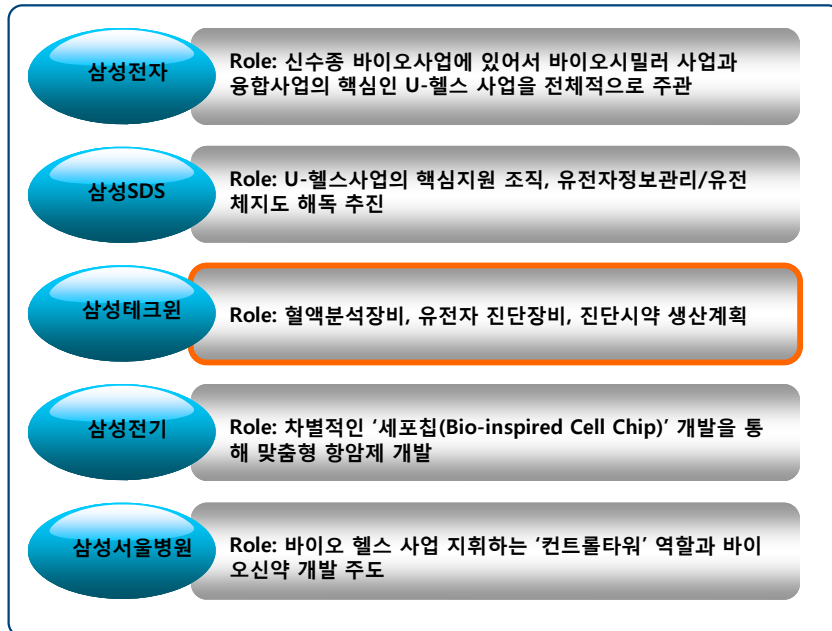 삼성전자
Role: 신수종 바이오사업에 있어서 바이오시밀러 사업과
융합사업의 핵심인 U-헬스 사업을 전체적으로 주관
삼성SDS
Role: U-헬스사업의 핵심지원 조직, 유전자정보관리/유전
체지도 해독 추진
삼성테크윈
Role: 혈액분석장비, 유전자 진단장비, 진단시약 생산계획
삼성전기
Role: 차별적인 ‘세포칩(Bio-inspired Cell Chip)’ 개발을 통
해 맞춤형 항암제 개발
삼성서울병원
Role: 바이오 헬스 사업 지휘하는 ‘컨트롤타워’ 역할과 바이
오신약 개발 주도